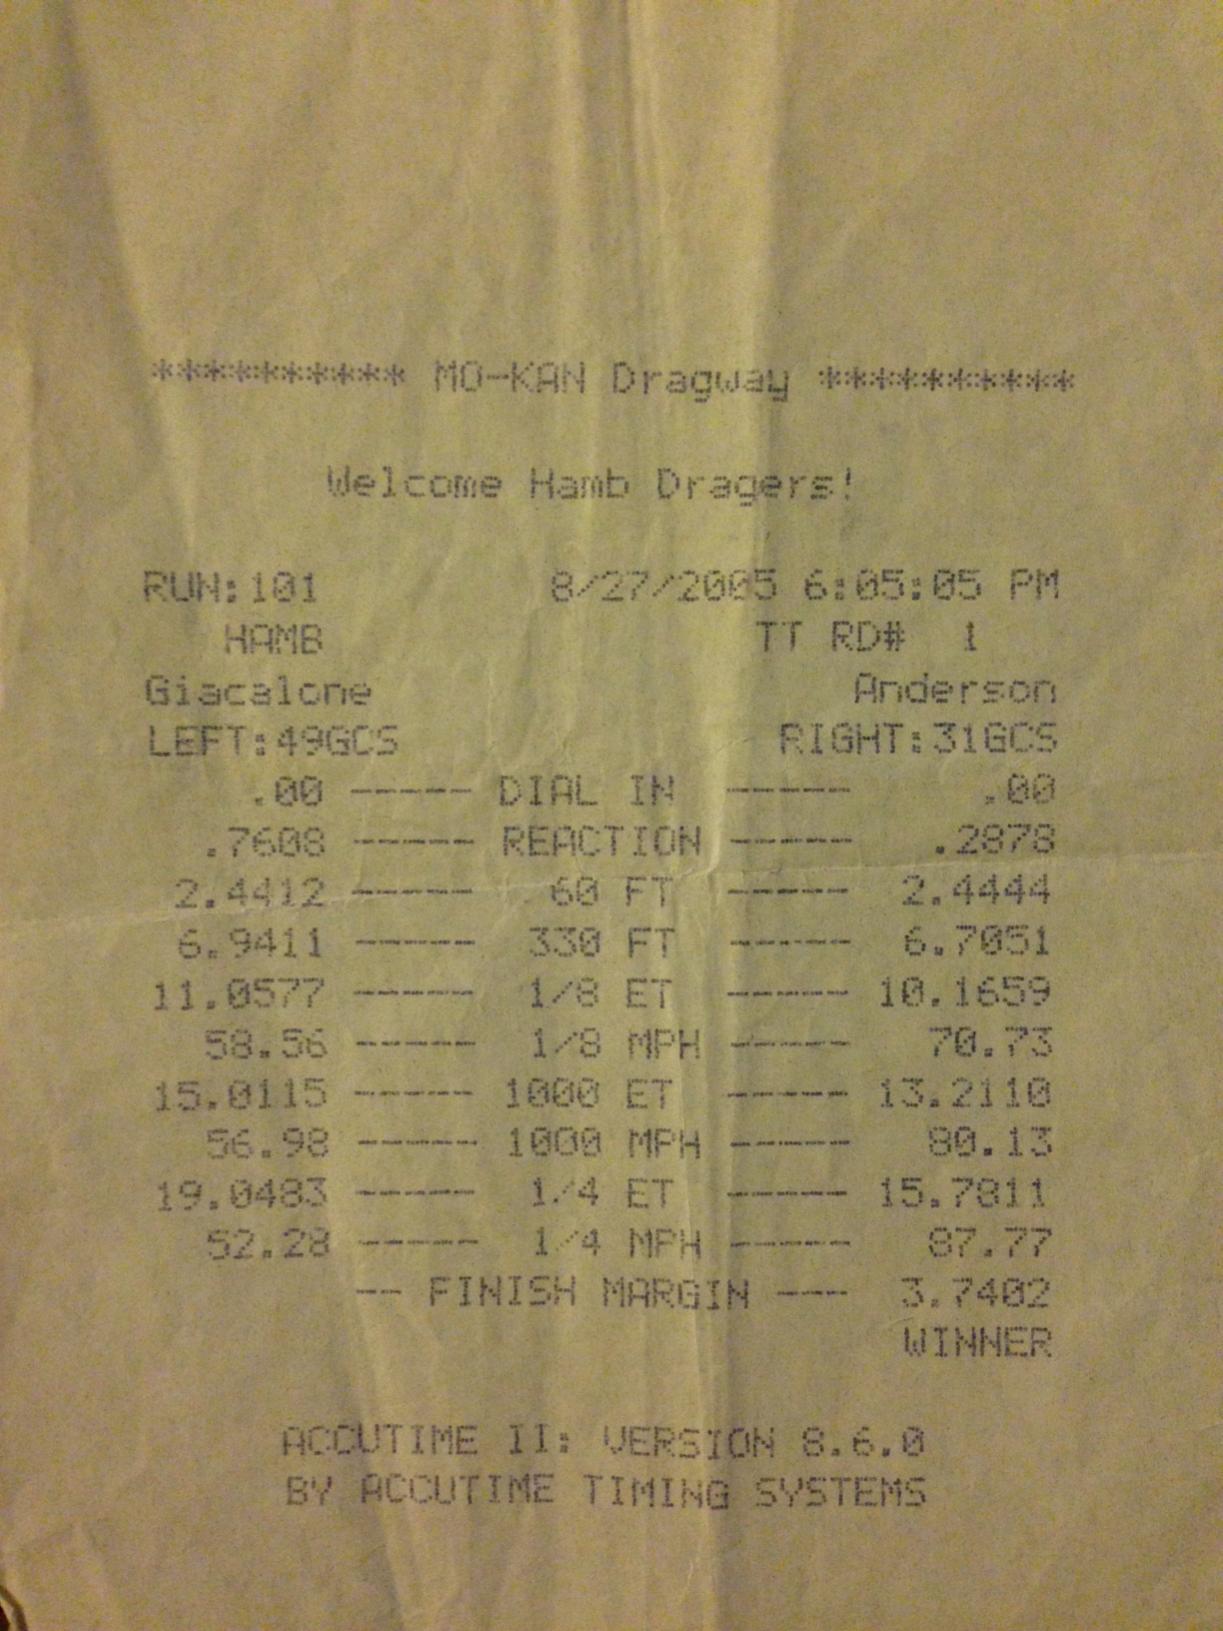 ********** MO-KAN Dragway **********
Welcome Hamb Dragers!
RUN:101 8/27/2005 6:05:05 PM
HAMB TT RD# 1
Giacalone Anderson
LEFT:49GCS RIGHT:31GCS
.00 ----- DIAL IN ----- .00
.7608 ----- REACTION ----- .2878
2.4412 ----- 60 FT ----- 2.4444
6.9411 ----- 330 FT ----- 6.7051
11.0577 ----- 1/8 ET ----- 10.1659
58.56 ----- 1/8 MPH ----- 70.73
15.0115 ----- 1000 ET ----- 13.2110
56.98 ----- 1000 MPH ----- 80.13
19.0483 ----- 1/4 ET ----- 15.7811
52.28 ----- 1/4 MPH ----- 87.77
-- FINISH MARGIN --- 3.7402
WINNER
ACCUTIME II: VERSION 8.6.0
BY ACCUTIME TIMING SYSTEMS